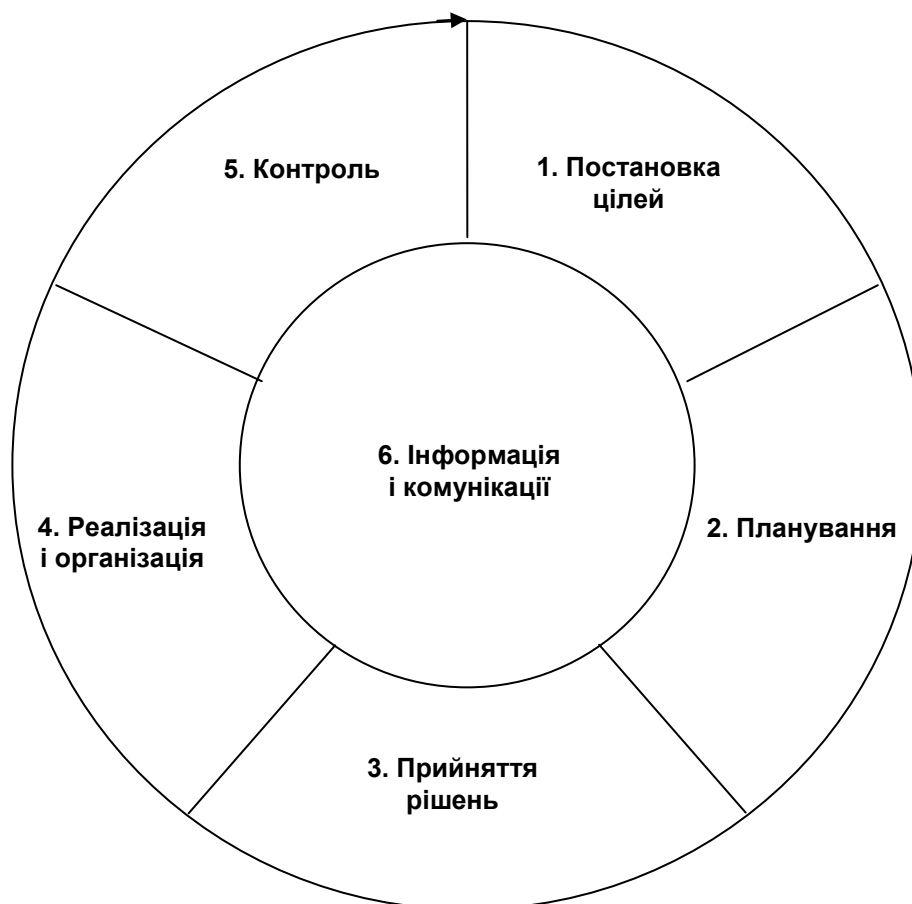 5. Контроль
1. Постановка
цілей
6. Інформація
і комунікації
4. Реалізація
і організація
2. Планування
3. Прийняття
рішень